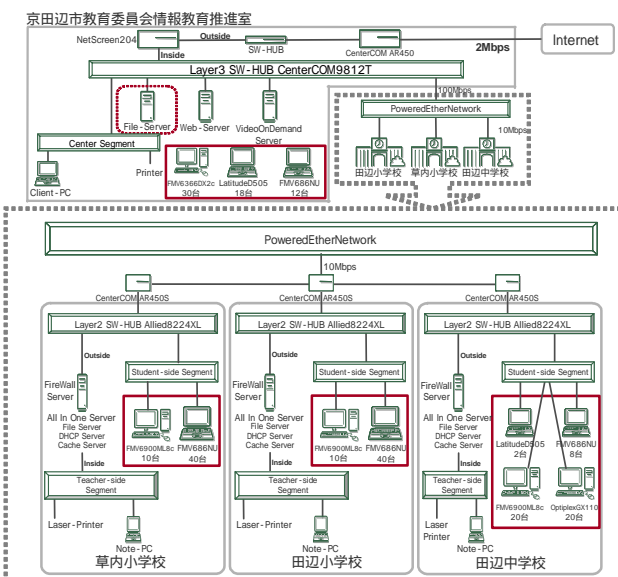 京田辺市教育委員会情報教育推進室
NetScreen204
Outside
SW-HUB
CenterCOM AR450
2Mbps
Internet
Inside
Layer3 SW-HUB CenterCOM9812T
100Mbps
PoweredEtherNetwork
10Mbps
File-Server
Web-Server
VideoOnDemand
Server
Center Segment
Client-PC
Printer
FMV63660DX2c
30台
LatitudeD505
18台
FMV686NU
12台
田辺小学校
草内小学校
田辺中学校
PoweredEtherNetwork
10Mbps
CenterCOM AR450S
CenterCOM AR450S
CenterCOM AR450S
Layer2 SW-HUB Allied8224XL
Outside
Student-side Segment
FireWall
Server
All In One Server
File Server
DHCP Server
Cache Server
FMV6900ML8c
10台
FMV686NU
40台
Inside
Teacher-side
Segment
Laser-Printer
Note-PC
草内小学校
Layer2 SW-HUB Allied8224XL
Outside
Student-side Segment
FireWall
Server
All In One Server
File Server
DHCP Server
Cache Server
FMV6900ML8c
10台
FMV686NU
40台
Inside
Teacher-side
Segment
Laser-Printer
Note-PC
田辺小学校
Layer2 SW-HUB Allied8224XL
Outside
Student-side Segment
FireWall
Server
All In One Server
File Server
DHCP Server
Cache Server
LatitudeD505
2台
FMV686NU
8台
FMV6900ML8c
20台
OptiplexGX110
20台
Inside
Teacher-side
Segment
Laser
Printer
Note-PC
田辺中学校